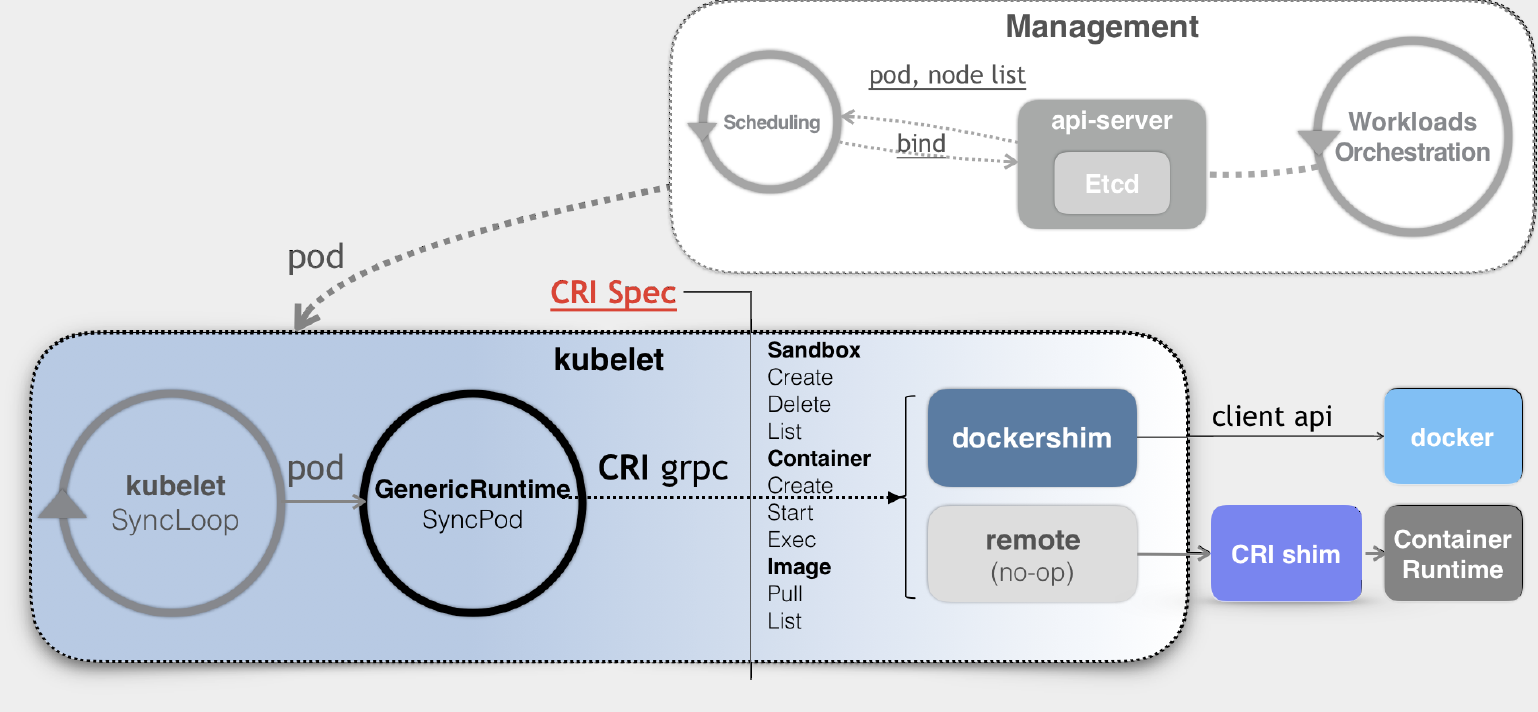 Management
pod, node list
Scheduling
bind
api-server
Etcd
Workloads
Orchestration
pod
CRI Spec
kubelet
kubelet
SyncLoop
pod
GenericRuntime
SyncPod
CRI grpc
Sandbox
Create
Delete
List
Container
Create
Start
Exec
Image
Pull
List
dockershim
remote
(no-op)
client api
docker
CRI shim
Container
Runtime